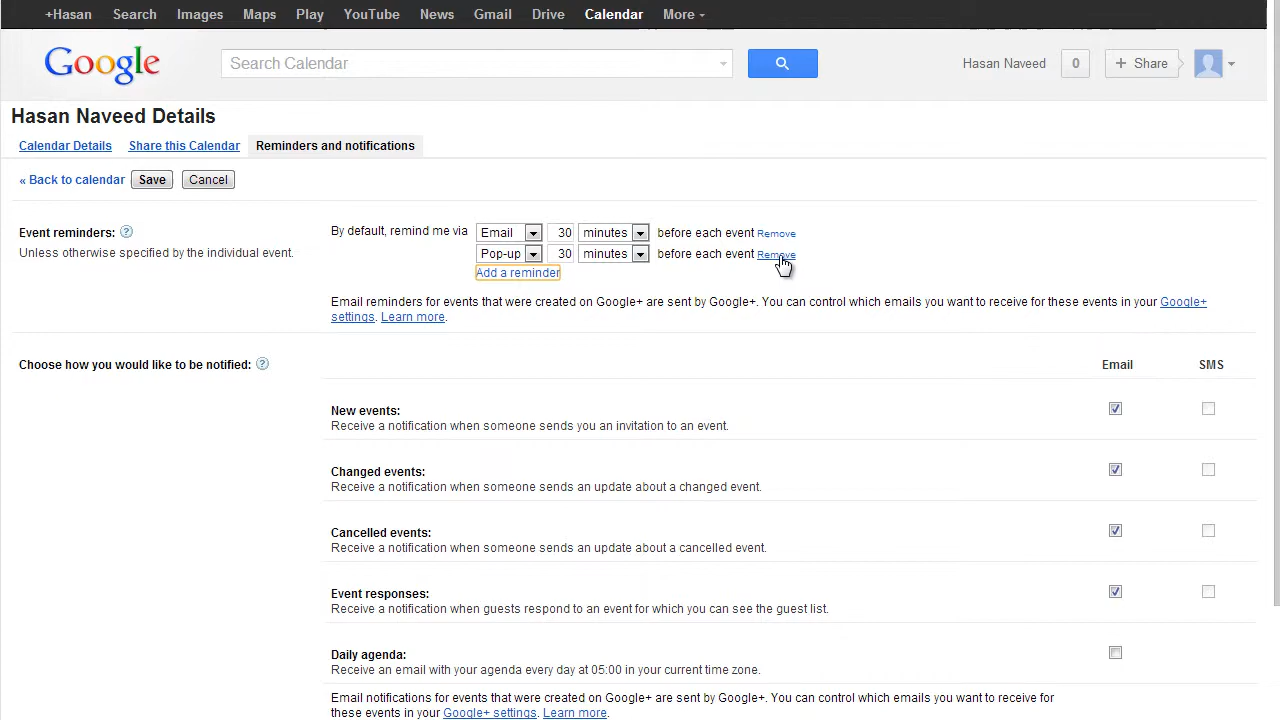 +Hasan Search Images Maps Play YouTube News Gmail Drive Calendar More
Google Search Calendar Hasan Naveed 0 + Share
Hasan Naveed Details
Calendar Details Share this Calendar Reminders and notifications
« Back to calendar Save Cancel
Event reminders: ? By default, remind me via Email 30 minutes before each event Remove
Unless otherwise specified by the individual event. Pop-up 30 minutes before each event Remove
Add a reminder
Email reminders for events that were created on Google+ are sent by Google+. You can control which emails you want to receive for these events in your Google+
settings. Learn more.
Choose how you would like to be notified: ? Email SMS
New events:
Receive a notification when someone sends you an invitation to an event.
Changed events:
Receive a notification when someone sends an update about a changed event.
Cancelled events:
Receive a notification when someone sends an update about a cancelled event.
Event responses:
Receive a notification when guests respond to an event for which you can see the guest list.
Daily agenda:
Receive an email with your agenda every day at 05:00 in your current time zone.
Email notifications for events that were created on Google+ are sent by Google+. You can control which emails you want to receive for
these events in your Google+ settings. Learn more.